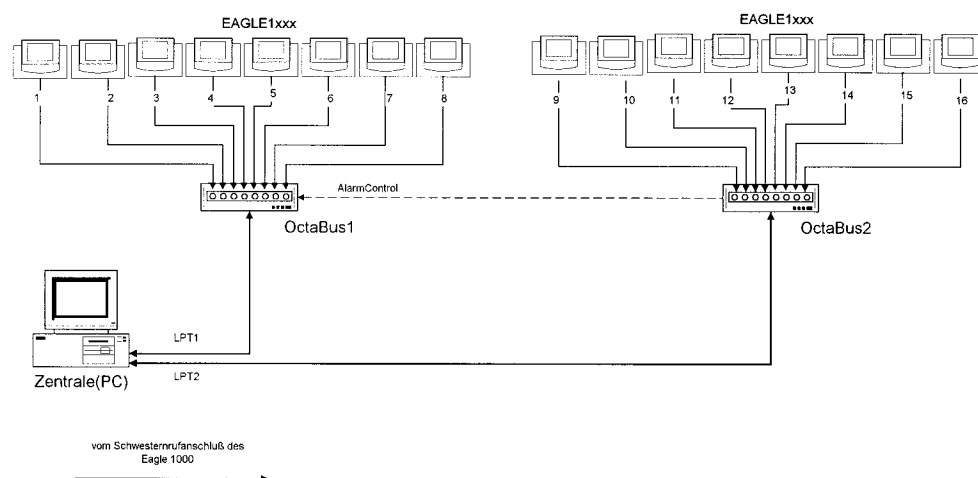 EAGLE1xxx
EAGLE1xxx
1 2 3 4 5 6 7 8
9 10 11 12 13 14 15 16
AlarmControl
OctaBus1
OctaBus2
LPT1
LPT2
Zentrale(PC)
vom Schwesternrufanschluß des
Eagle 1000